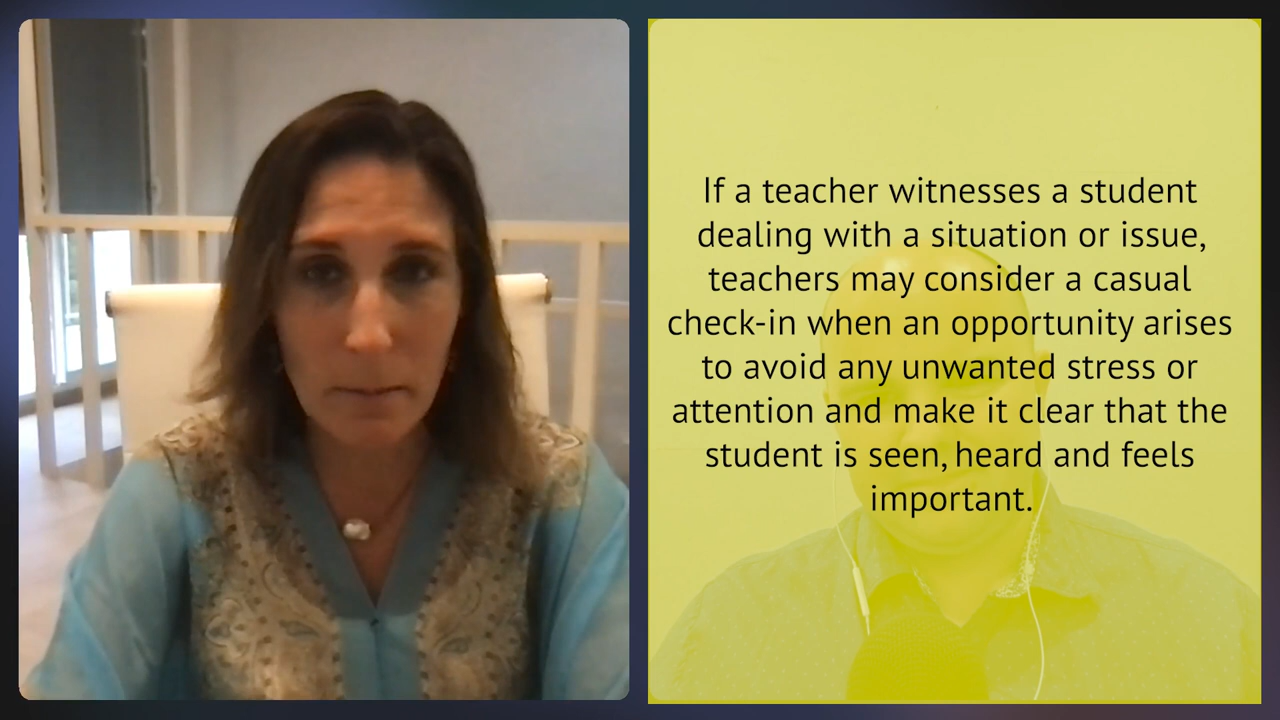 If a teacher witnesses a student
dealing with a situation or issue,
teachers may consider a casual
check-in when an opportunity arises
to avoid any unwanted stress or
attention and make it clear that the
student is seen, heard and feels
important.